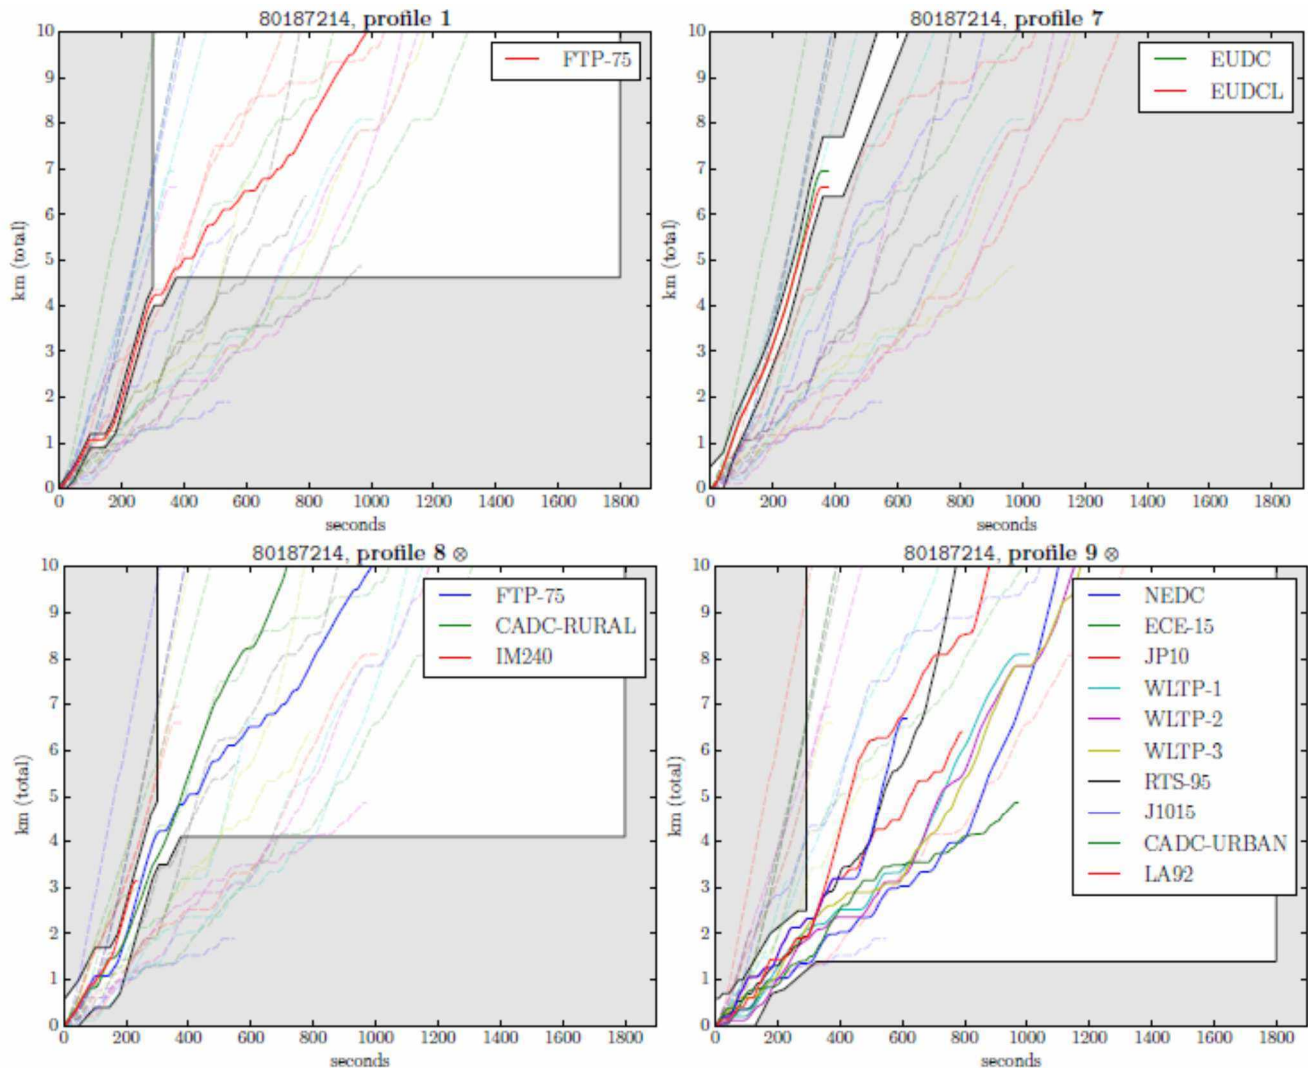 80187214, profile 1
10
9
8
7
6
5
4
3
2
1
0
km (total)
FTP-75
0 200 400 600 800 1000 1200 1400 1600 1800
seconds
80187214, profile 7
10
9
8
7
6
5
4
3
2
1
0
km (total)
EUDC
EUDCL
0 200 400 600 800 1000 1200 1400 1600 1800
seconds
80187214, profile 8 ⊗
10
9
8
7
6
5
4
3
2
1
0
km (total)
FTP-75
CADC-RURAL
IM240
0 200 400 600 800 1000 1200 1400 1600 1800
seconds
80187214, profile 9 ⊗
10
9
8
7
6
5
4
3
2
1
0
km (total)
NEDC
ECE-15
JP10
WLTP-1
WLTP-2
WLTP-3
RTS-95
J1015
CADC-URBAN
LA92
0 200 400 600 800 1000 1200 1400 1600 1800
seconds